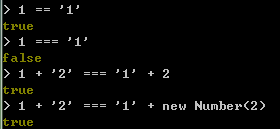 > 1 == '1'
true
> 1 === '1'
false
> 1 + '2' === '1' + 2
true
> 1 + '2' === '1' + new Number(2)
true